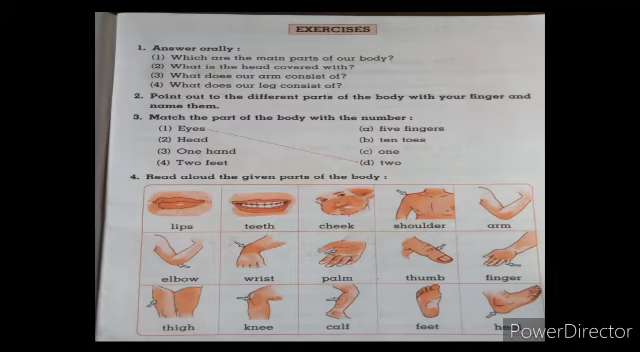 EXERCISES
1. Answer orally :
(1) Which are the main parts of our body?
(2) What is the head covered with?
(3) What does our arm consist of?
(4) What does our leg consist of?
2. Point out to the different parts of the body with your finger and
name them.
3. Match the part of the body with the number :
(1) Eyes (a) five fingers
(2) Head (b) ten toes
(3) One hand (c) one
(4) Two feet (d) two
4. Read aloud the given parts of the body :
lips teeth cheek shoulder arm
elbow wrist palm thumb finger
thigh knee calf feet
PowerDirector